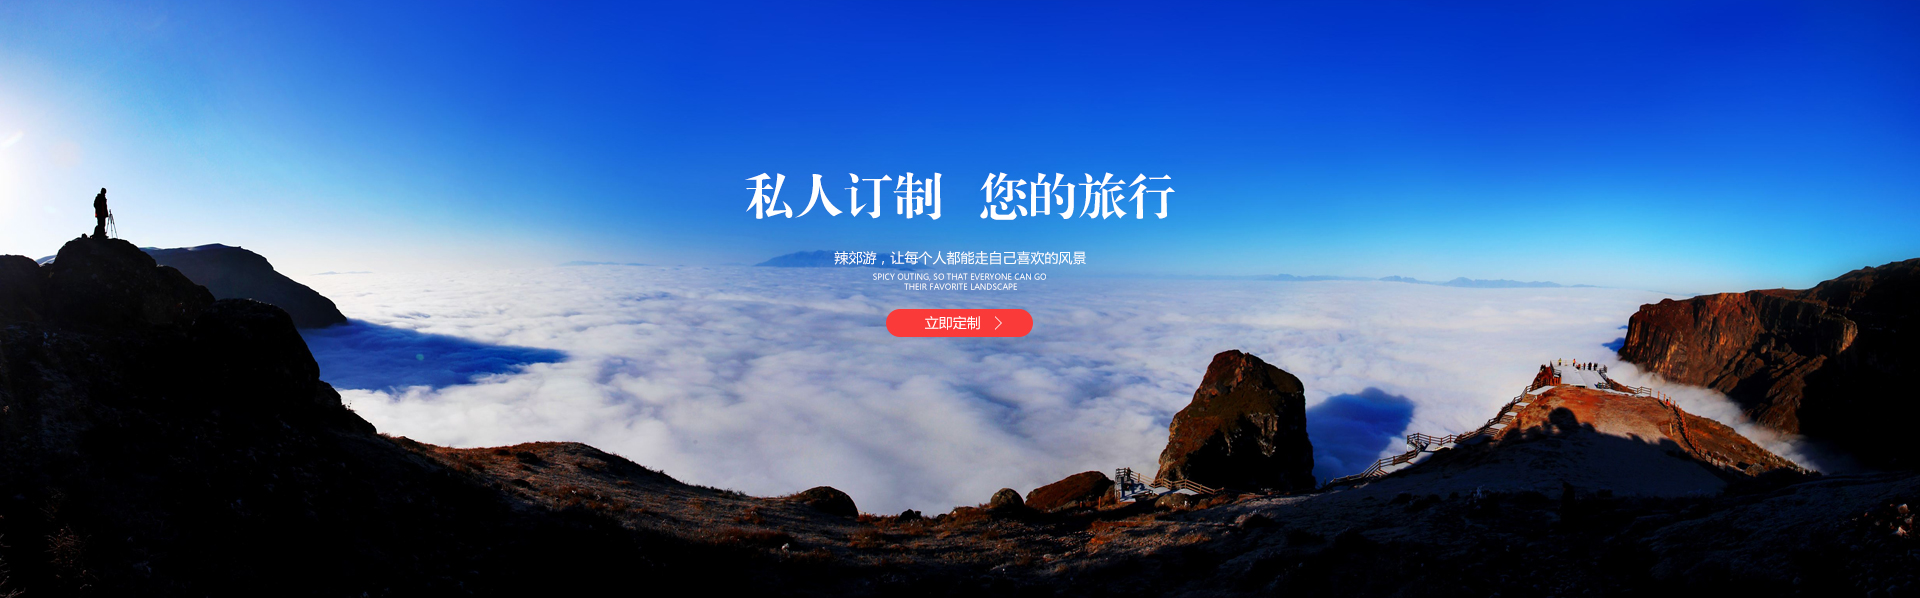 私人订制 您的旅行
辣郊游，让每个人都能走自己喜欢的风景
SPICY OUTING, SO THAT EVERYONE CAN GO
THEIR FAVORITE LANDSCAPE
立即定制 >